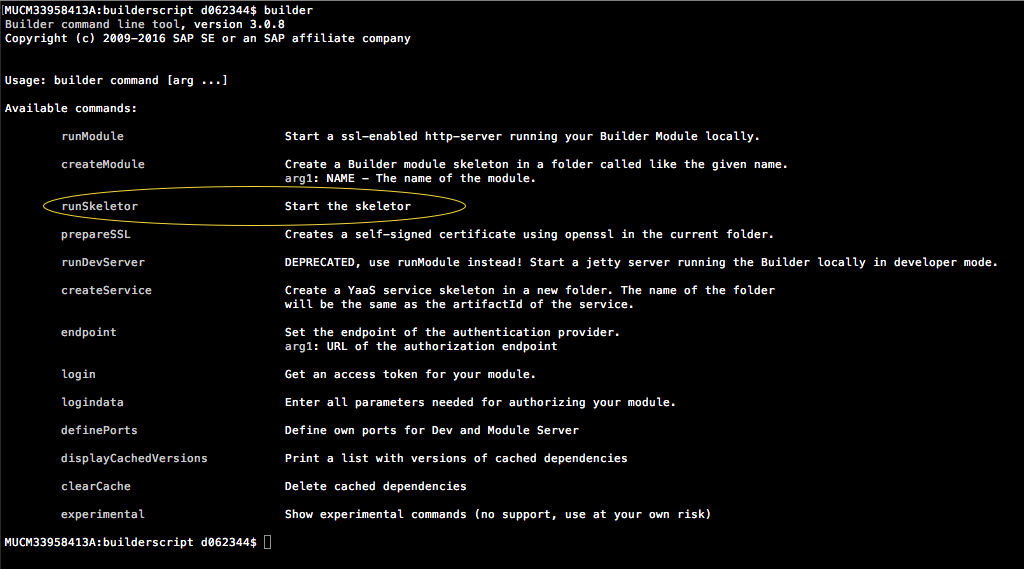 MUCM33958413A:builderscript d062344$ builder
Builder command line tool, version 3.0.8
Copyright (c) 2009-2016 SAP SE or an SAP affiliate company
Usage: builder command [arg ...]
Available commands:
runModule Start a ssl-enabled http-server running your Builder Module locally.
createModule Create a Builder module skeleton in a folder called like the given name.
arg1: NAME - The name of the module.
runSkeletor Start the skeletor
prepareSSL Creates a self-signed certificate using openssl in the current folder.
runDevServer DEPRECATED, use runModule instead! Start a jetty server running the Builder locally in developer mode.
createService Create a YaaS service skeleton in a new folder. The name of the folder
will be the same as the artifactId of the service.
endpoint Set the endpoint of the authentication provider.
arg1: URL of the authorization endpoint
login Get an access token for your module.
logindata Enter all parameters needed for authorizing your module.
definePorts Define own ports for Dev and Module Server
displayCachedVersions Print a list with versions of cached dependencies
clearCache Delete cached dependencies
experimental Show experimental commands (no support, use at your own risk)
MUCM33958413A:builderscript d062344$